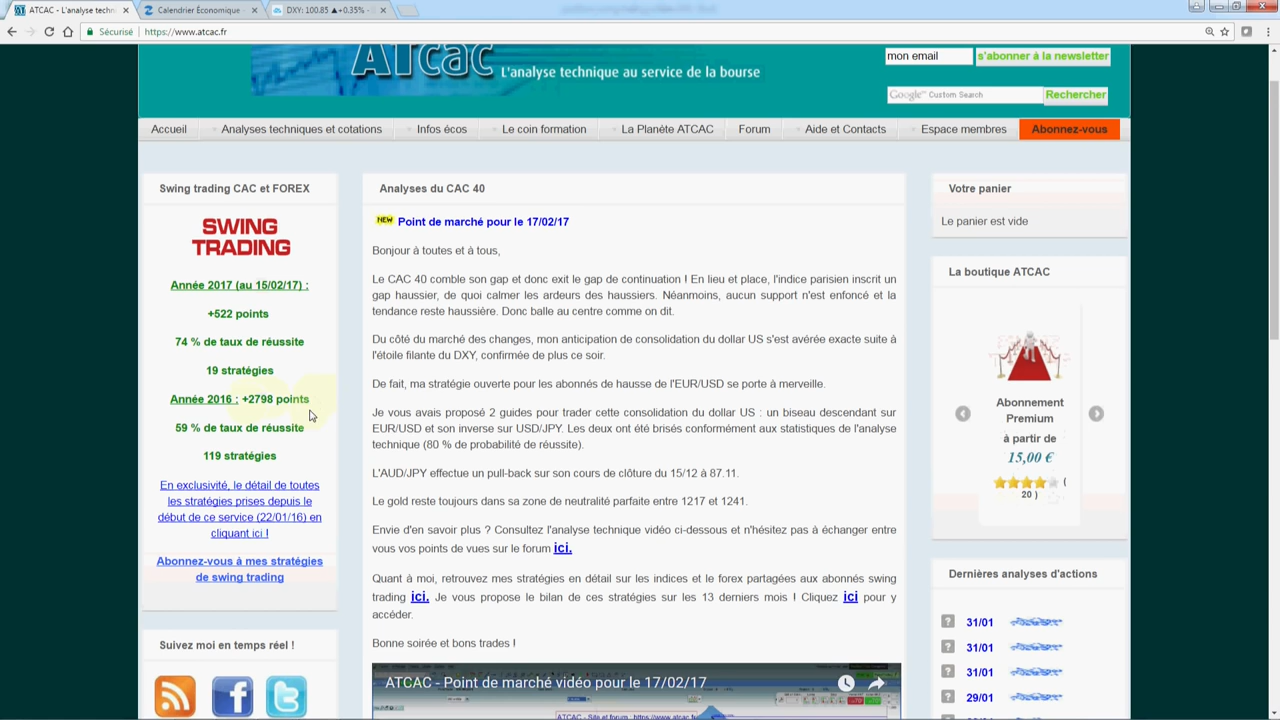 ATCAC - L'analyse techn
Calendrier Économique
DXY: 100.85 ▲+0.35% -
Sécurisé
https://www.atcac.fr
ATCAC
L'analyse technique au service de la bourse
mon email
s'abonner à la newsletter
Google Custom Search
Rechercher
Accueil
Analyses techniques et cotations
Infos écos
Le coin formation
La Planète ATCAC
Forum
Aide et Contacts
Espace membres
Abonnez-vous
Swing trading CAC et FOREX
SWING
TRADING
Année 2017 (au 15/02/17) :
+522 points
74 % de taux de réussite
19 stratégies
Année 2016 : +2798 points
59 % de taux de réussite
119 stratégies
En exclusivité, le détail de toutes
les stratégies prises depuis le
début de ce service (22/01/16) en
cliquant ici !
Abonnez-vous à mes stratégies
de swing trading
Suivez moi en temps réel !
Analyses du CAC 40
NEW Point de marché pour le 17/02/17
Bonjour à toutes et à tous,
Le CAC 40 comble son gap et donc exit le gap de continuation ! En lieu et place, l'indice parisien inscrit un
gap haussier, de quoi calmer les ardeurs des haussiers. Néanmoins, aucun support n'est enfoncé et la
tendance reste haussière. Donc balle au centre comme on dit.
Du côté du marché des changes, mon anticipation de consolidation du dollar US s'est avérée exacte suite à
l'étoile filante du DXY, confirmée de plus ce soir.
De fait, ma stratégie ouverte pour les abonnés de hausse de l'EUR/USD se porte à merveille.
Je vous avais proposé 2 guides pour trader cette consolidation du dollar US : un biseau descendant sur
EUR/USD et son inverse sur USD/JPY. Les deux ont été brisés conformément aux statistiques de l'analyse
technique (80 % de probabilité de réussite).
L'AUD/JPY effectue un pull-back sur son cours de clôture du 15/12 à 87.11.
Le gold reste toujours dans sa zone de neutralité parfaite entre 1217 et 1241.
Envie d'en savoir plus ? Consultez l'analyse technique vidéo ci-dessous et n'hésitez pas à échanger entre
vous vos points de vues sur le forum ici.
Quant à moi, retrouvez mes stratégies en détail sur les indices et le forex partagées aux abonnés swing
trading ici. Je vous propose le bilan de ces stratégies sur les 13 derniers mois ! Cliquez ici pour y
accéder.
Bonne soirée et bons trades !
ATCAC - Point de marché vidéo pour le 17/02/17
ATCAC - Site et forum : https://www.atcac.fr
Votre panier
Le panier est vide
La boutique ATCAC
Abonnement
Premium
à partir de
15,00 €
( 20 )
Dernières analyses d'actions
31/01
31/01
31/01
29/01